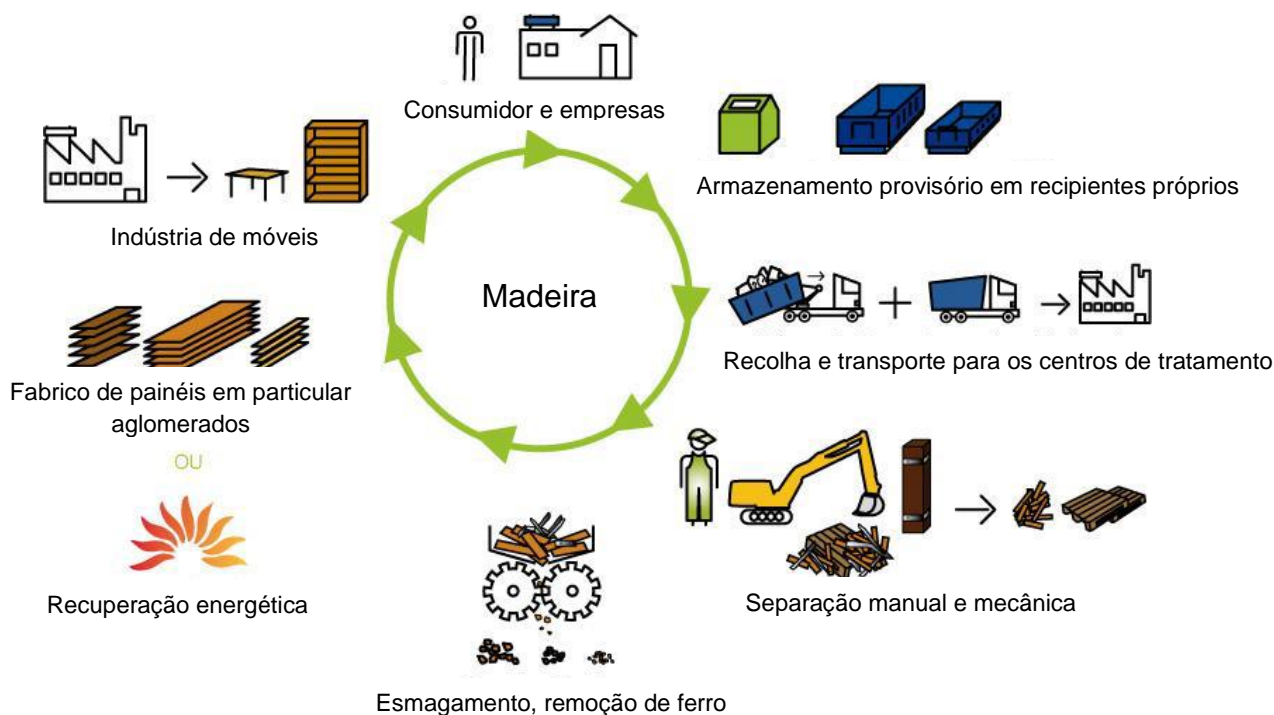 Consumidor e empresas
Armazenamento provisório em recipientes próprios
Recolha e transporte para os centros de tratamento
Separação manual e mecânica
Esmagamento, remoção de ferro
Fabrico de painéis em particular
aglomerados
OU
Recuperação energética
Indústria de móveis
Madeira